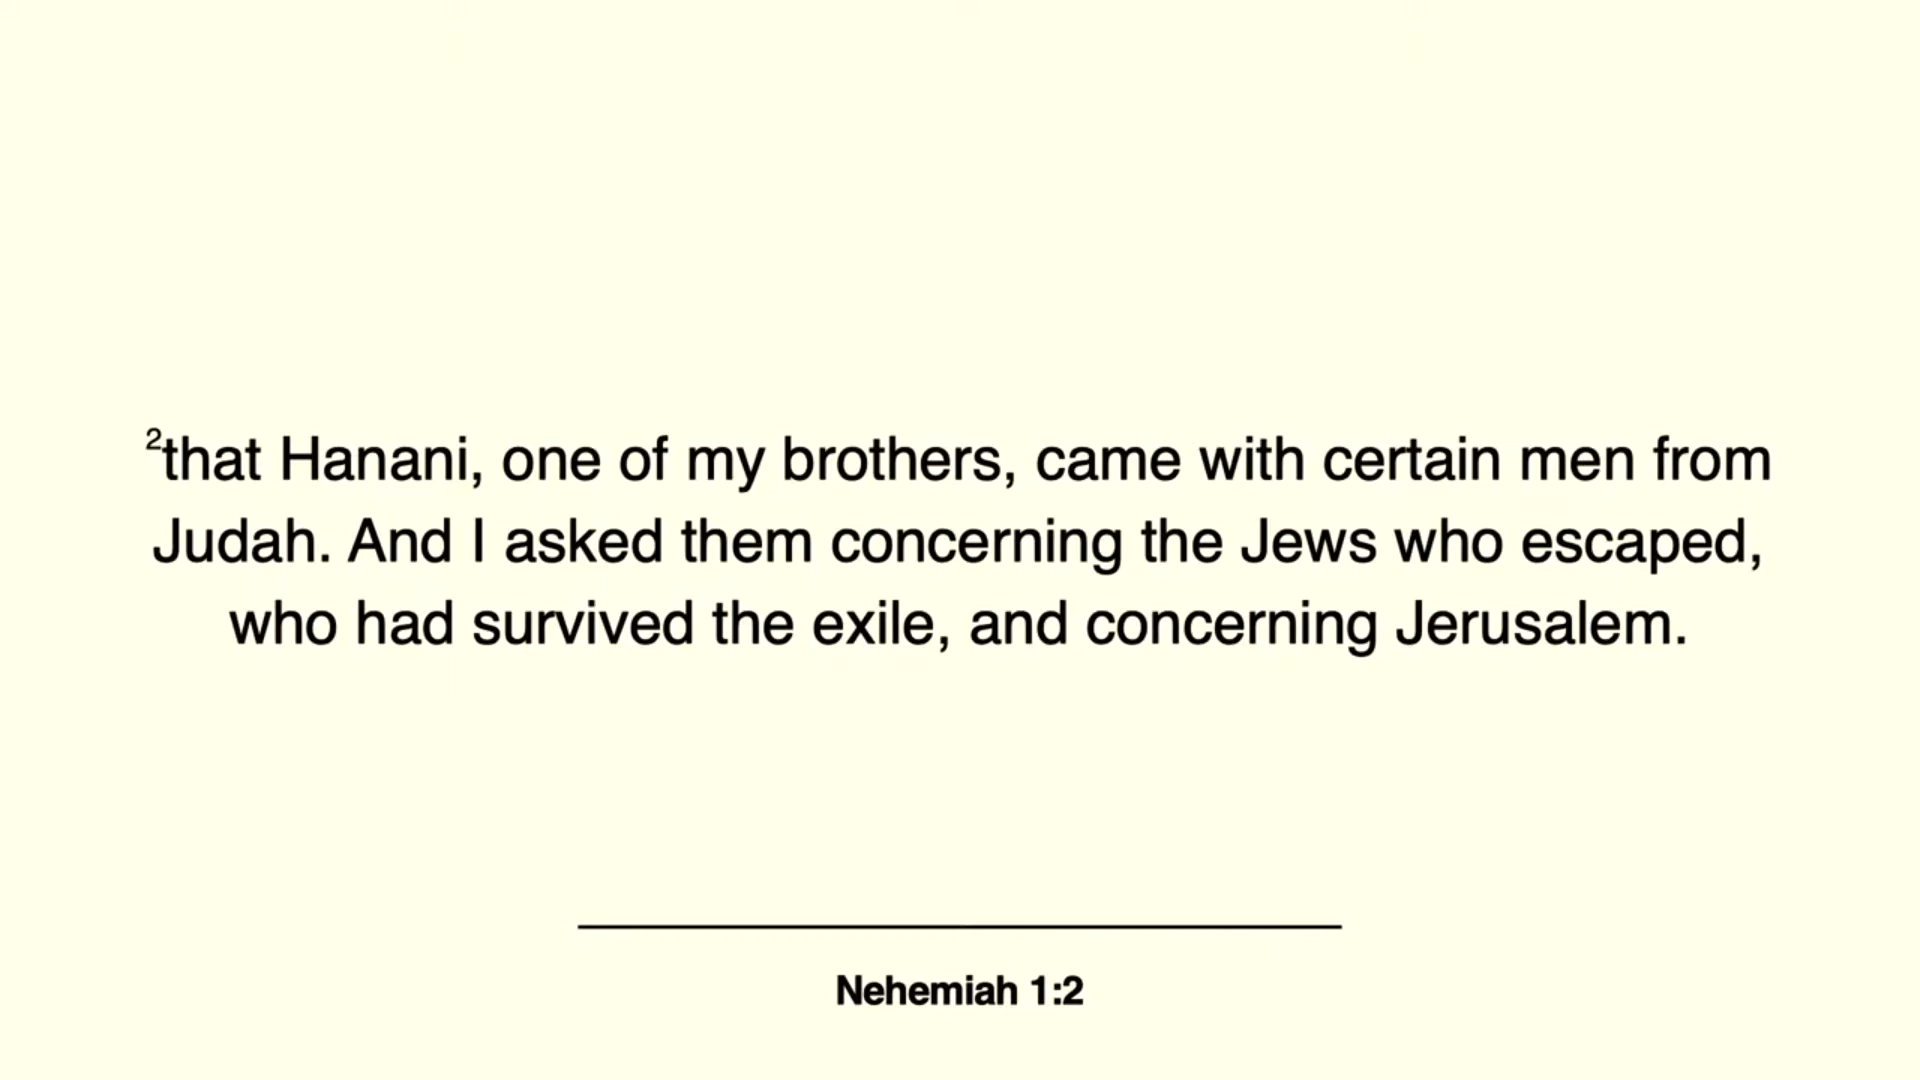 ²that Hanani, one of my brothers, came with certain men from
Judah. And I asked them concerning the Jews who escaped,
who had survived the exile, and concerning Jerusalem.
Nehemiah 1:2